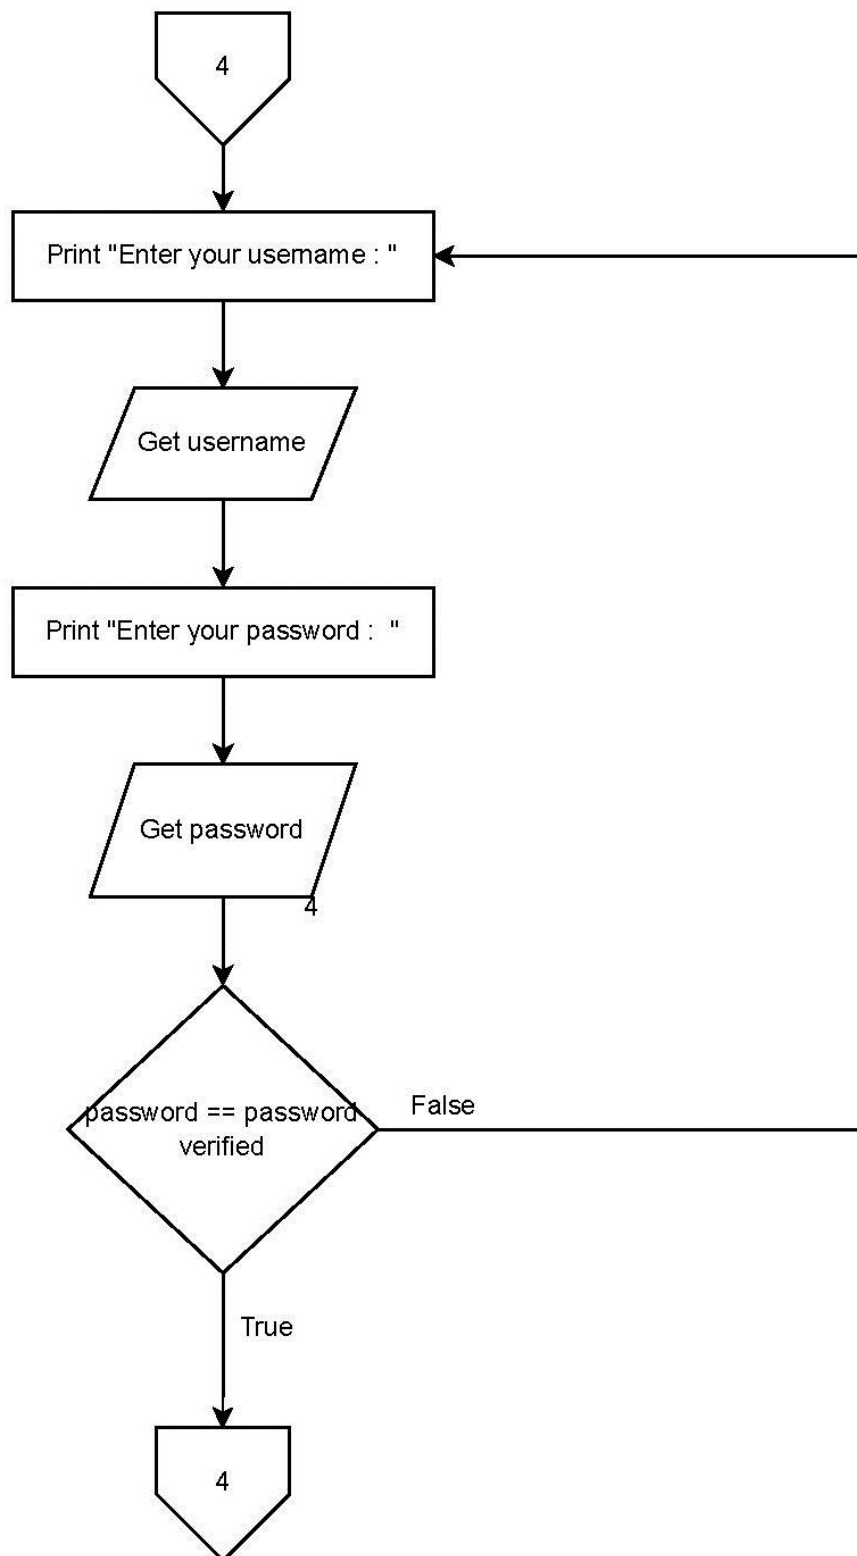 4
Print "Enter your username : "
Get username
Print "Enter your password :  "
Get password
4
password == password
verified
False
True
4